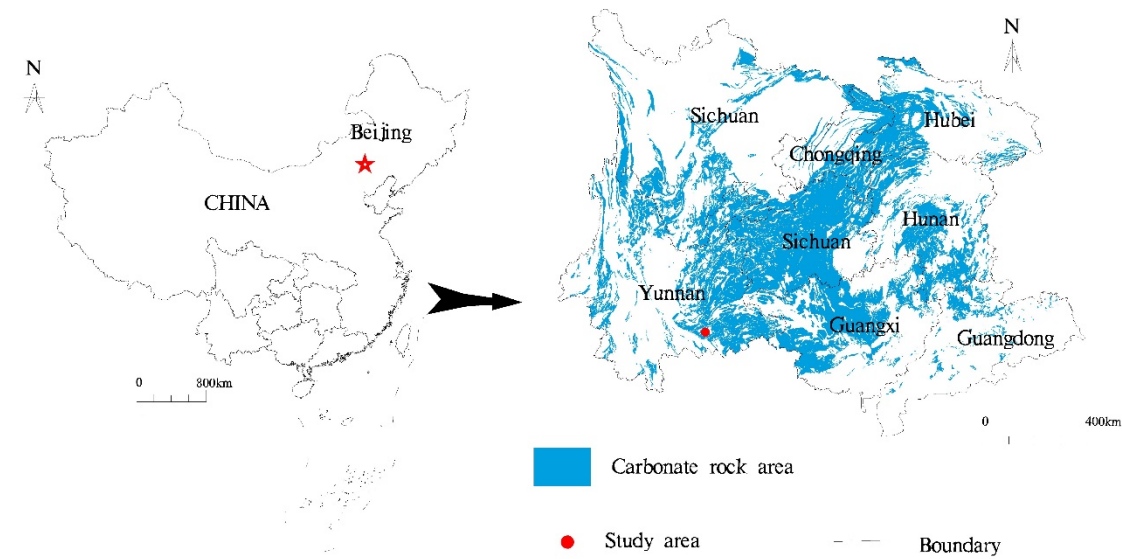 N
Beijing
CHINA
0 800km
N
Sichuan
Hubei
Chongqing
Hunan
Sichuan
Yunnan
Guangxi
Guangdong
0 400km
Carbonate rock area
Study area
Boundary